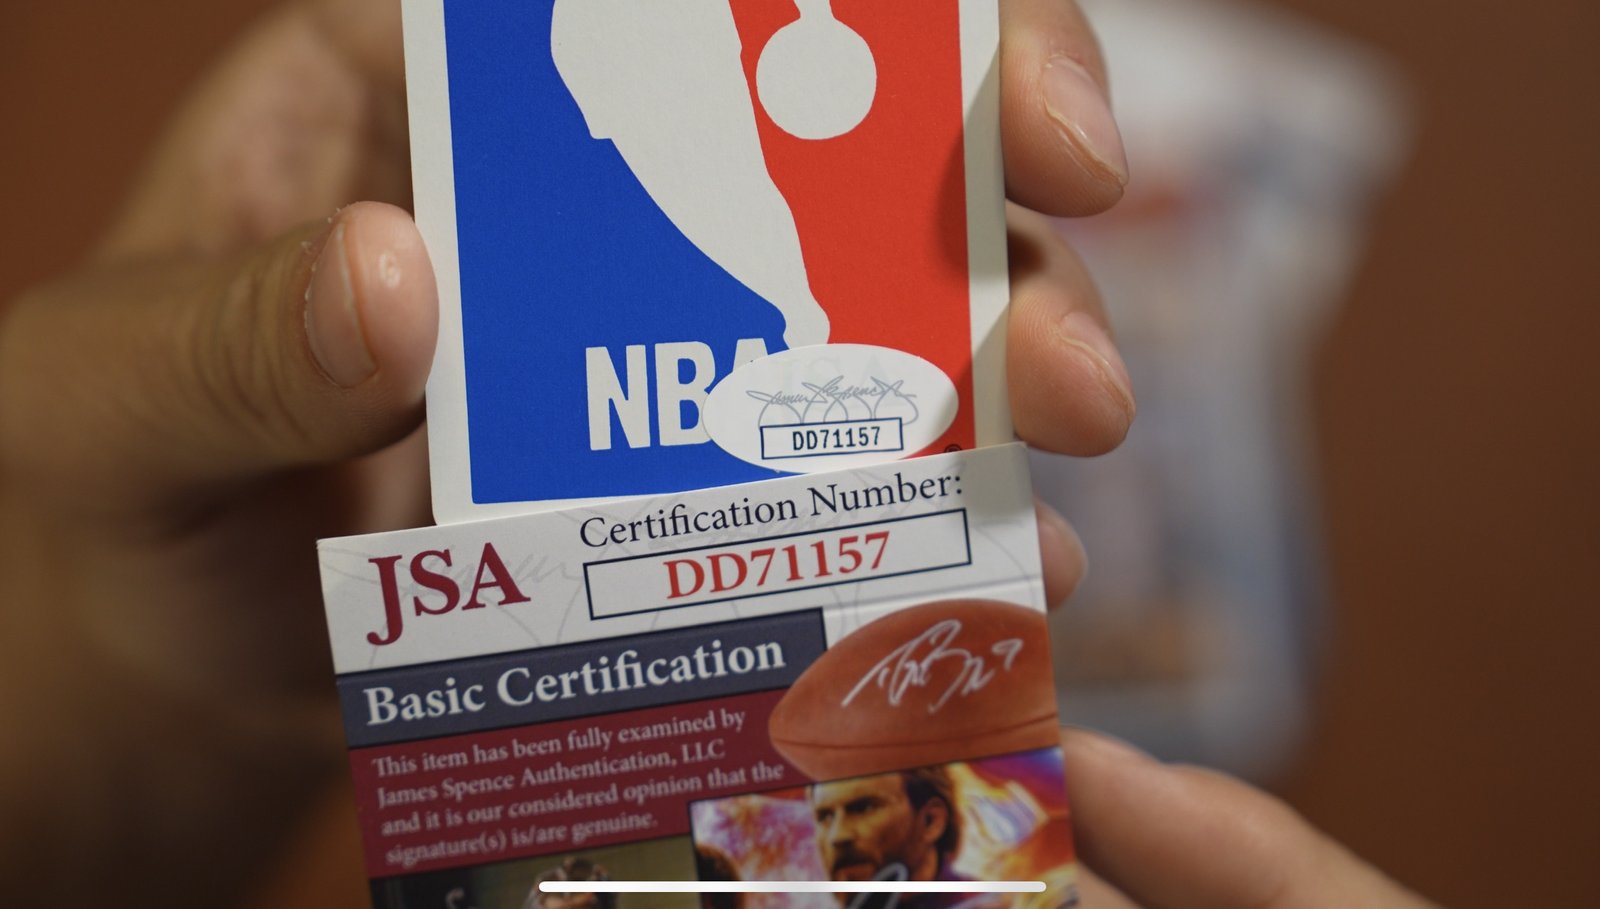 NBA
DD71157
JSA
Certification Number:
DD71157
Basic Certification
This item has been fully examined by
James Spence Authentication, LLC
and it is our considered opinion that the
signature(s) is/are genuine.